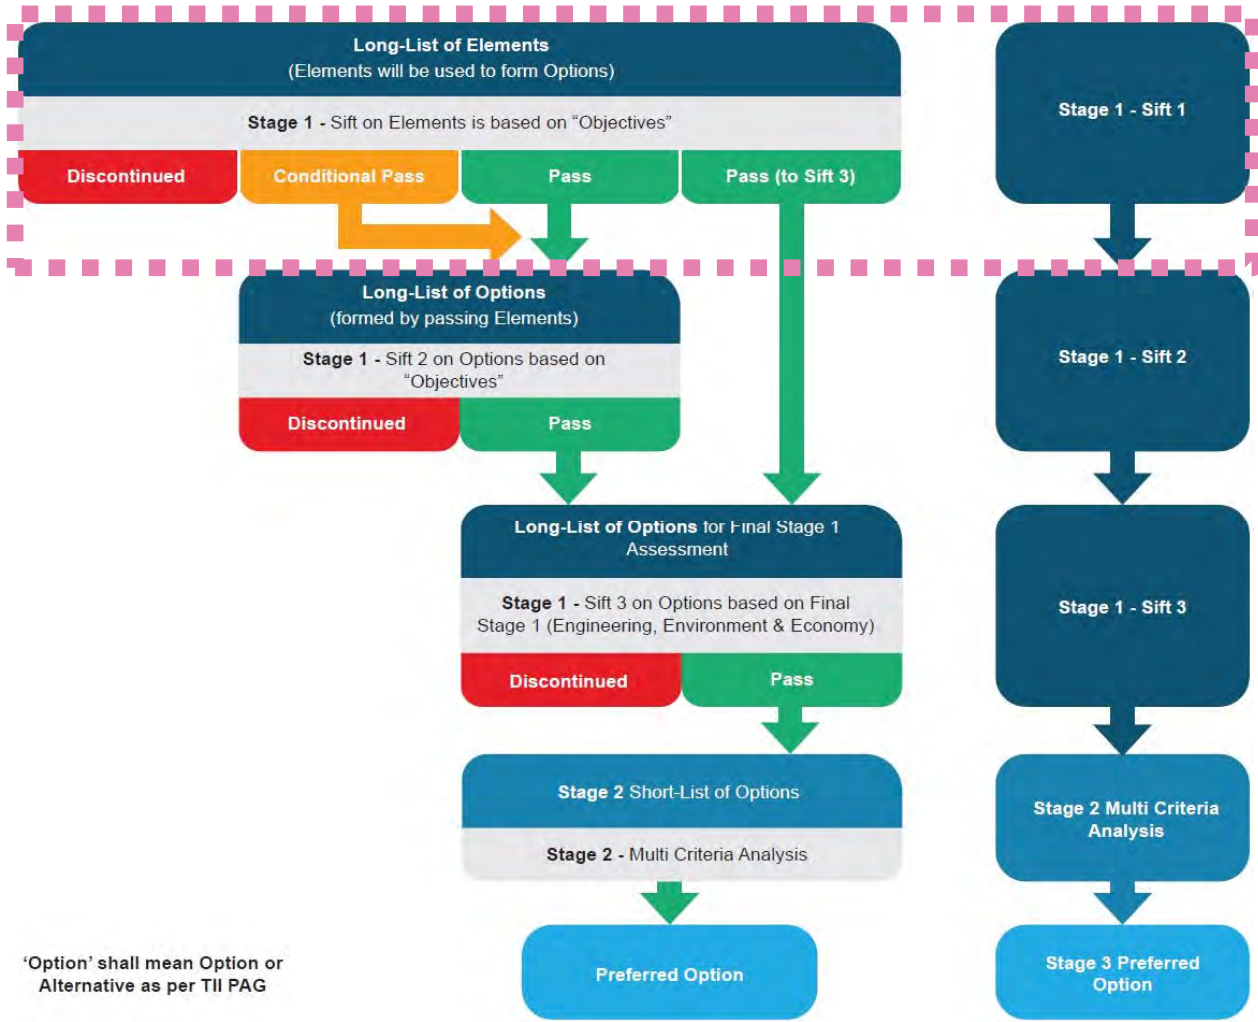 Long-List of Elements
(Elements will be used to form Options)
Stage 1 - Sift on Elements is based on “Objectives”
Discontinued
Conditional Pass
Pass
Pass (to Sift 3)
Stage 1 - Sift 1
Long-List of Options
(formed by passing Elements)
Stage 1 - Sift 2 on Options based on
“Objectives”
Discontinued
Pass
Stage 1 - Sift 2
Long-List of Options for Final Stage 1
Assessment
Stage 1 - Sift 3 on Options based on Final
Stage 1 (Engineering, Environment & Economy)
Discontinued
Pass
Stage 1 - Sift 3
Stage 2 Short-List of Options
Stage 2 - Multi Criteria Analysis
Stage 2 Multi Criteria
Analysis
Preferred Option
Stage 3 Preferred
Option
‘Option’ shall mean Option or
Alternative as per TII PAG